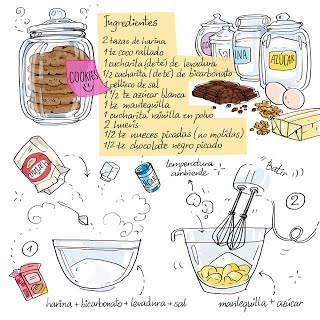 Ingredientes
2 tazas de harina
1 tz coco rallado
1 cucharita (de té) de levadura
1/2 cucharita (de té) de bicarbonato
1 pellizco de sal
1/2 tz azúcar blanca
1 tz mantequilla
1 cucharita vainilla en polvo
2 huevos
1/2 tz nueces picadas (no molidas)
1/2 tz chocolate negro picado
COOKIES
AZÚCAR
temperatura
ambiente
batir
1
2
harina + bicarbonato + levadura + sal
mantequilla + azúcar